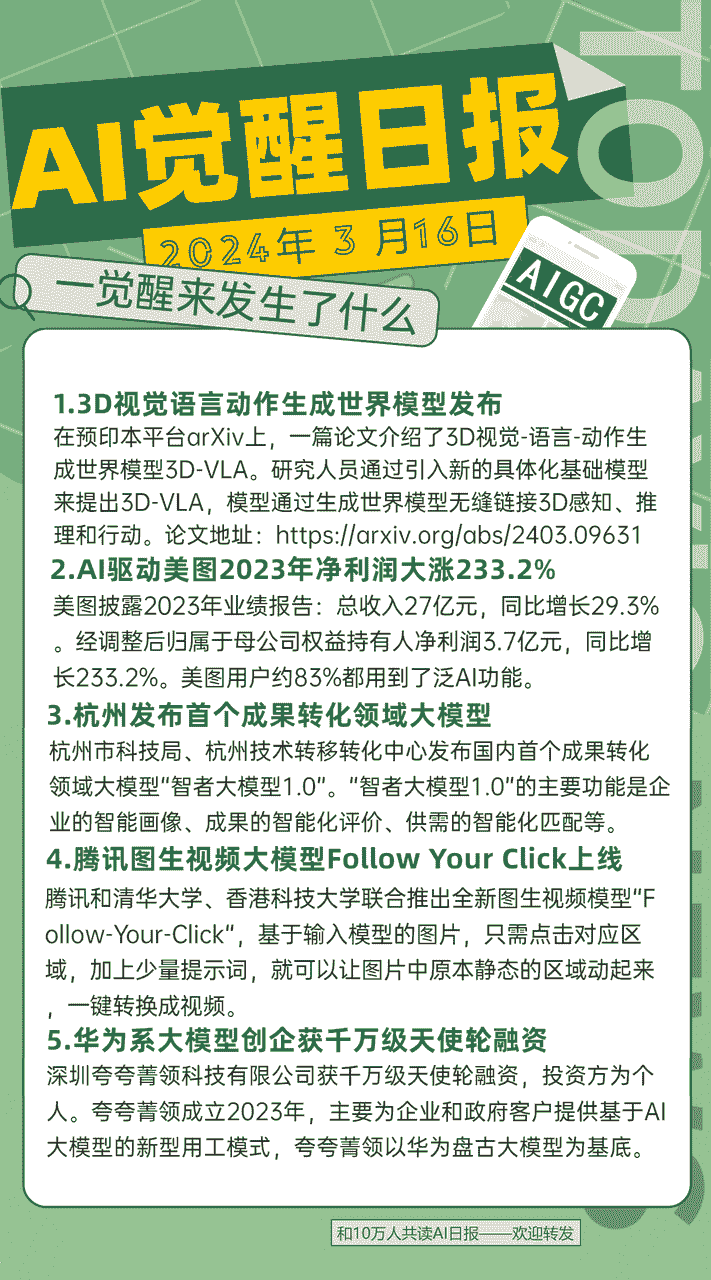 AI觉醒日报
2024年 3 月16日
一觉醒来发生了什么
AIGC
1.3D视觉语言动作生成世界模型发布
在预印本平台arXiv上，一篇论文介绍了3D视觉-语言-动作生
成世界模型3D-VLA。研究人员通过引入新的具体化基础模型
来提出3D-VLA，模型通过生成世界模型无缝链接3D感知、推
理和行动。论文地址：https://arxiv.org/abs/2403.09631
2.AI驱动美图2023年净利润大涨233.2%
美图披露2023年业绩报告：总收入27亿元，同比增长29.3%
。经调整后归属于母公司权益持有人净利润3.7亿元，同比增
长233.2%。美图用户约83%都用到了泛AI功能。
3.杭州发布首个成果转化领域大模型
杭州市科技局、杭州技术转移转化中心发布国内首个成果转化
领域大模型“智者大模型1.0”。“智者大模型1.0”的主要功能是企
业的智能画像、成果的智能化评价、供需的智能化匹配等。
4.腾讯图生视频大模型Follow Your Click上线
腾讯和清华大学、香港科技大学联合推出全新图生视频模型“F
ollow-Your-Click“，基于输入模型的图片，只需点击对应区
域，加上少量提示词，就可以让图片中原本静态的区域动起来
，一键转换成视频。
5.华为系大模型创企获千万级天使轮融资
深圳夸夸菁领科技有限公司获千万级天使轮融资，投资方为个
人。夸夸菁领成立2023年，主要为企业和政府客户提供基于AI
大模型的新型用工模式，夸夸菁领以华为盘古大模型为基底。
和10万人共读AI日报——欢迎转发